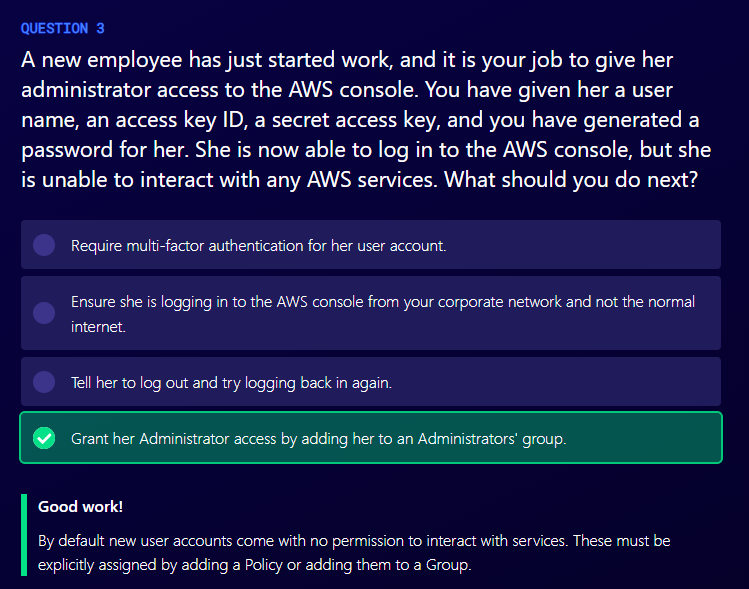 QUESTION 3
A new employee has just started work, and it is your job to give her
administrator access to the AWS console. You have given her a user
name, an access key ID, a secret access key, and you have generated a
password for her. She is now able to log in to the AWS console, but she
is unable to interact with any AWS services. What should you do next?
Require multi-factor authentication for her user account.
Ensure she is logging in to the AWS console from your corporate network and not the normal
internet.
Tell her to log out and try logging back in again.
Grant her Administrator access by adding her to an Administrators' group.
Good work!
By default new user accounts come with no permission to interact with services. These must be
explicitly assigned by adding a Policy or adding them to a Group.